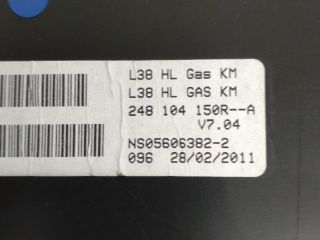 L38 HL Gas KM
L38 HL GAS KM
248 104 150R--A
V7.04
NS05606382-2
096 28/02/2011